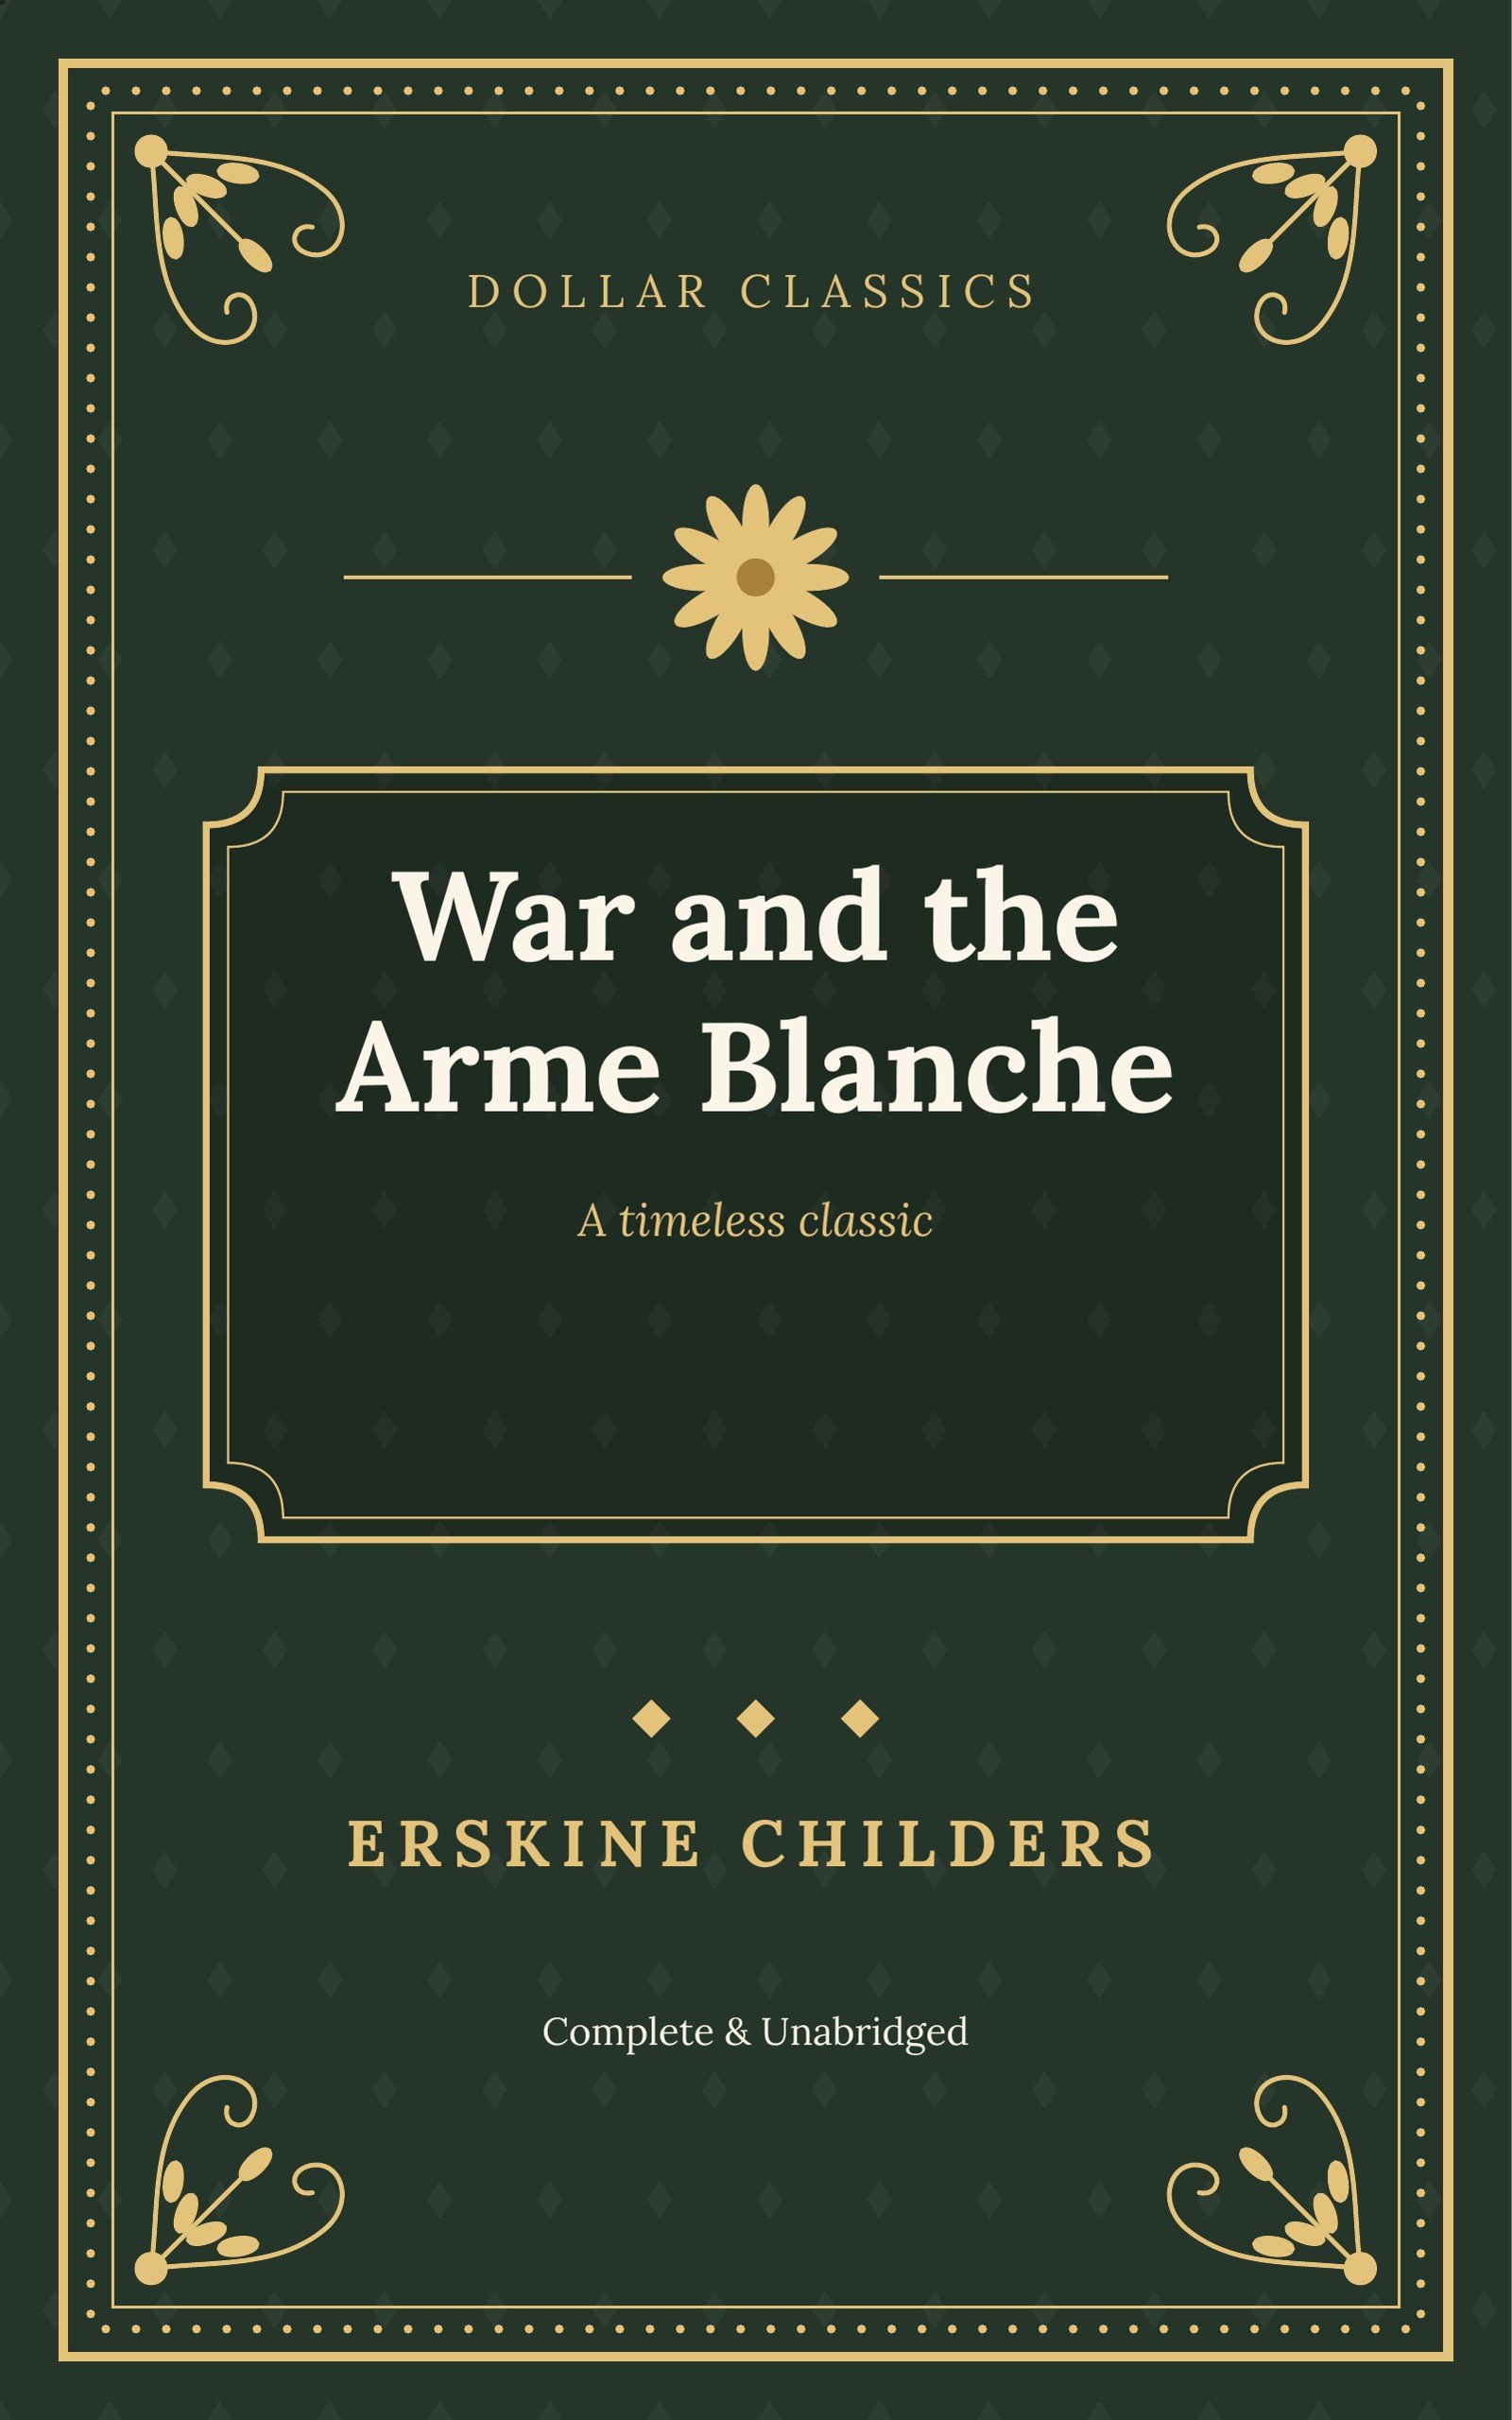 DOLLAR CLASSICS
War and the
Arme Blanche
A timeless classic
ERSKINE CHILDERS
Complete & Unabridged